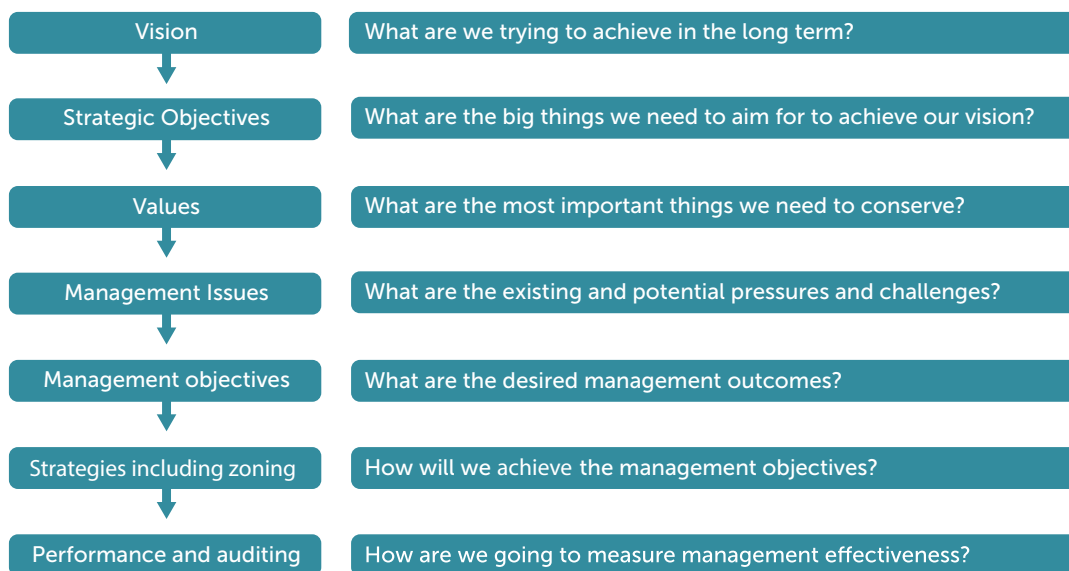 Vision
What are we trying to achieve in the long term?
Strategic Objectives
What are the big things we need to aim for to achieve our vision?
Values
What are the most important things we need to conserve?
Management Issues
What are the existing and potential pressures and challenges?
Management objectives
What are the desired management outcomes?
Strategies including zoning
How will we achieve the management objectives?
Performance and auditing
How are we going to measure management effectiveness?